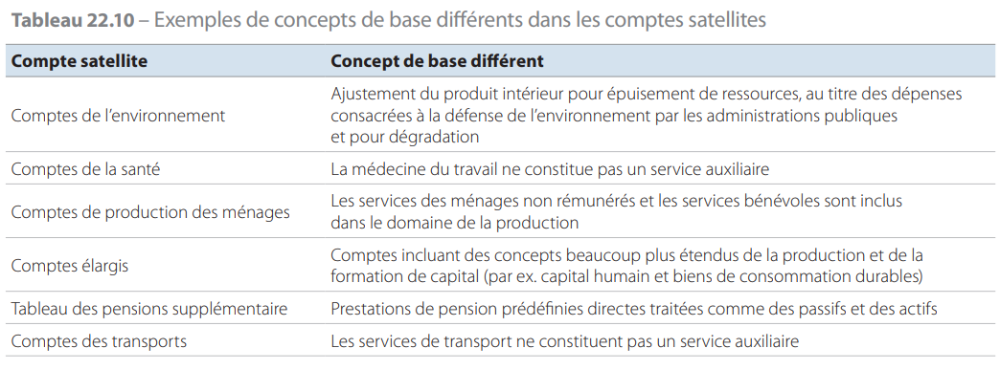 Tableau 22.10 – Exemples de concepts de base différents dans les comptes satellites
Compte satellite Concept de base différent
Comptes de l’environnement Ajustement du produit intérieur pour épuisement de ressources, au titre des dépenses
consacrées à la défense de l’environnement par les administrations publiques
et pour dégradation
Comptes de la santé La médecine du travail ne constitue pas un service auxiliaire
Comptes de production des ménages Les services des ménages non rémunérés et les services bénévoles sont inclus
dans le domaine de la production
Comptes élargis Comptes incluant des concepts beaucoup plus étendus de la production et de la
formation de capital (par ex. capital humain et biens de consommation durables)
Tableau des pensions supplémentaire Prestations de pension prédéfinies directes traitées comme des passifs et des actifs
Comptes des transports Les services de transport ne constituent pas un service auxiliaire